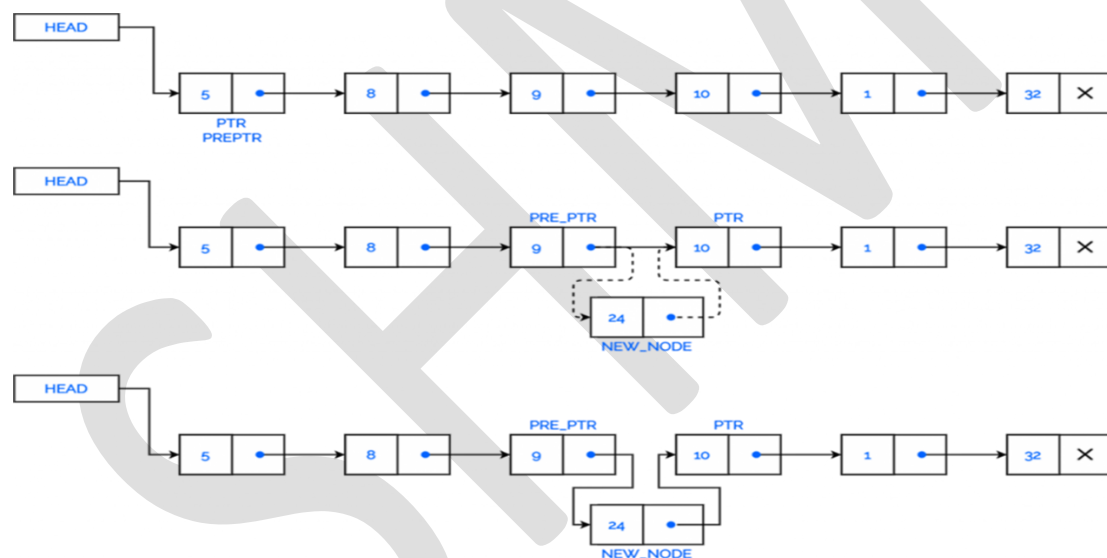 HEAD
5 8 9 10 1 32 X
PTR
PREPTR
HEAD
PRE_PTR PTR
5 8 9 10 1 32 X
24
NEW_NODE
HEAD
PRE_PTR PTR
5 8 9 10 1 32 X
24
NEW_NODE